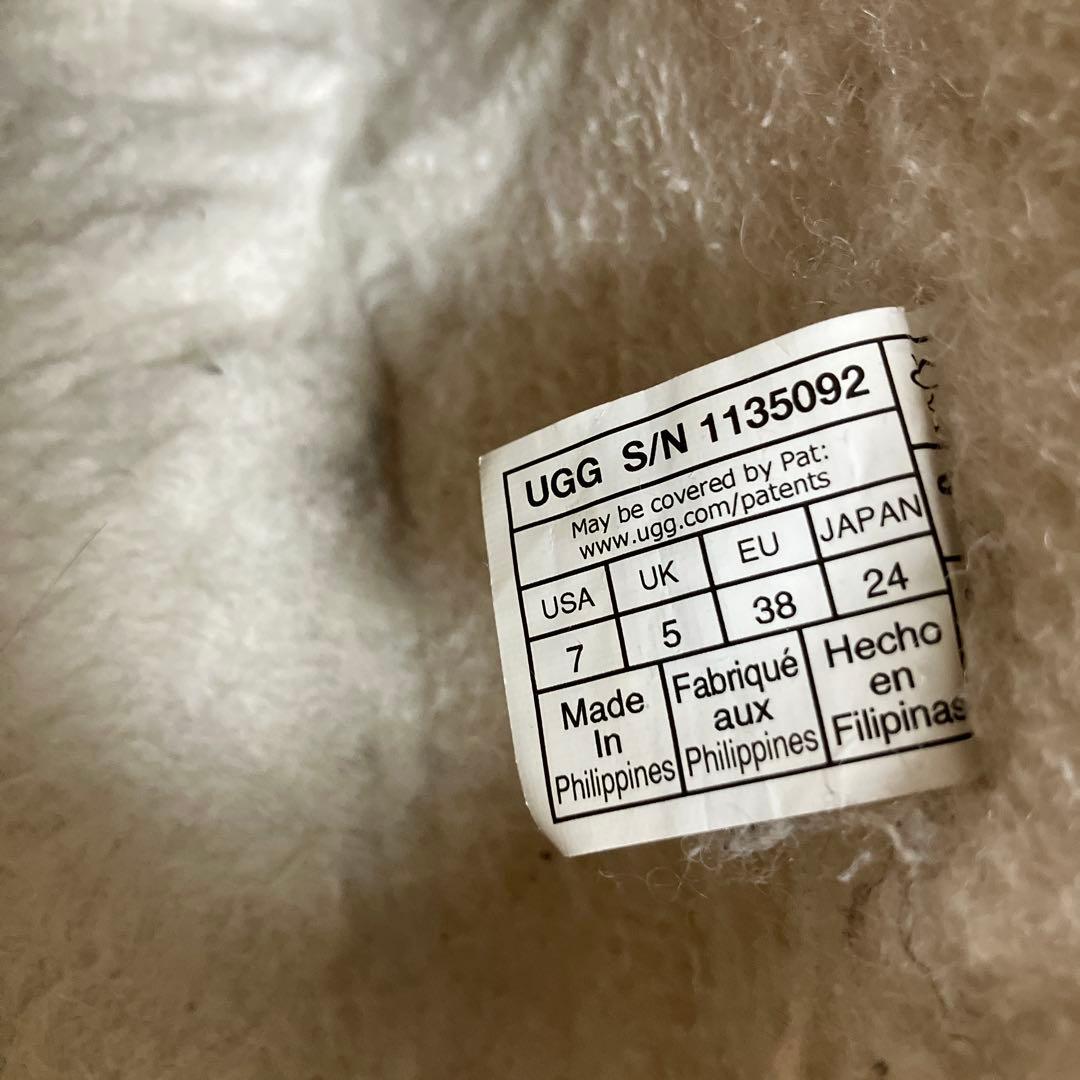 UGG S/N 1135092
May be covered by Pat:
www.ugg.com/patents
USA UK EU JAPAN
7 5 38 24
Made In Philippines
Fabriqué aux Philippines
Hecho en Filipinas